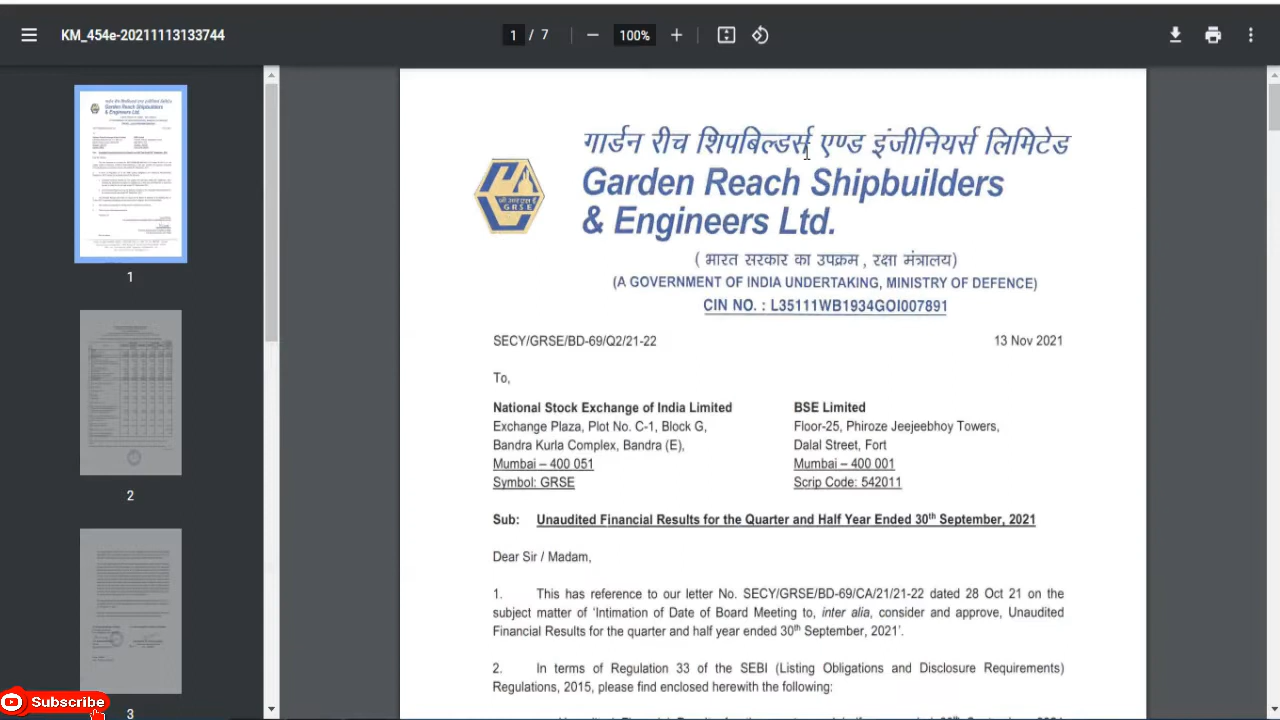 KM_454e-20211113133744
1 / 7
100%
गार्डन रीच शिपबिल्डर्स एण्ड इंजीनियर्स लिमिटेड
Garden Reach Shipbuilders
& Engineers Ltd.
जी आर एस ई
GRSE
( भारत सरकार का उपक्रम , रक्षा मंत्रालय)
(A GOVERNMENT OF INDIA UNDERTAKING, MINISTRY OF DEFENCE)
CIN NO. : L35111WB1934GOI007891
SECY/GRSE/BD-69/Q2/21-22 13 Nov 2021
To,
National Stock Exchange of India Limited BSE Limited
Exchange Plaza, Plot No. C-1, Block G, Floor-25, Phiroze Jeejeebhoy Towers,
Bandra Kurla Complex, Bandra (E), Dalal Street, Fort
Mumbai – 400 051 Mumbai – 400 001
Symbol: GRSE Scrip Code: 542011
Sub: Unaudited Financial Results for the Quarter and Half Year Ended 30th September, 2021
Dear Sir / Madam,
1. This has reference to our letter No. SECY/GRSE/BD-69/CA/21/21-22 dated 28 Oct 21 on the
subject matter of 'Intimation of Date of Board Meeting to, inter alia, consider and approve, Unaudited
Financial Results for the quarter and half year ended 30th September, 2021'.
2. In terms of Regulation 33 of the SEBI (Listing Obligations and Disclosure Requirements)
Regulations, 2015, please find enclosed herewith the following:
1
2
3
Subscribe